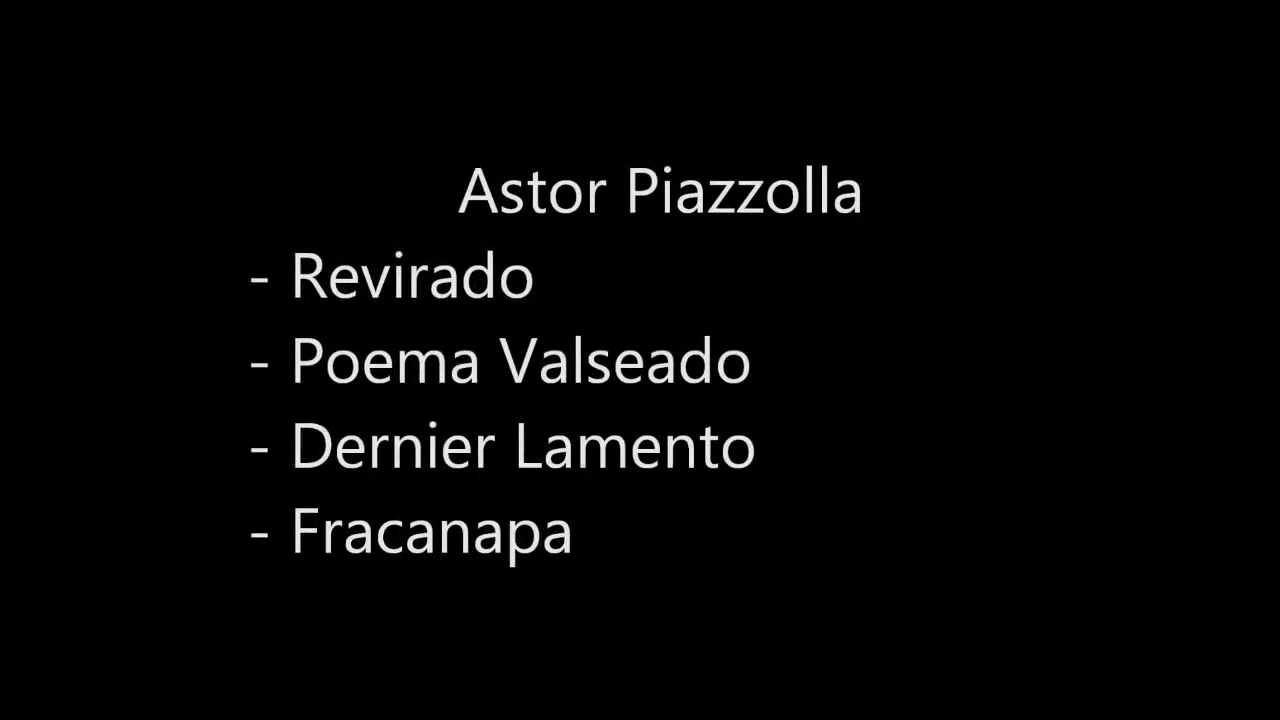 Astor Piazzolla
- Revirado
- Poema Valseado
- Dernier Lamento
- Fracanapa